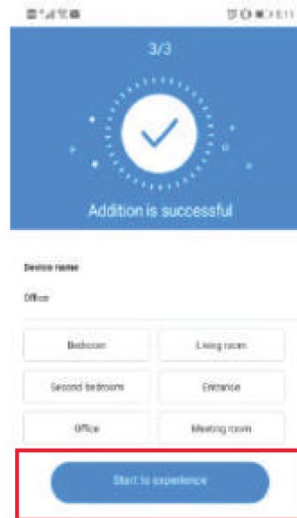 3/3
Addition is successful
Device name
Office
Bedroom Living room
Second bedroom Entrance
Office Meeting room
Start to experience